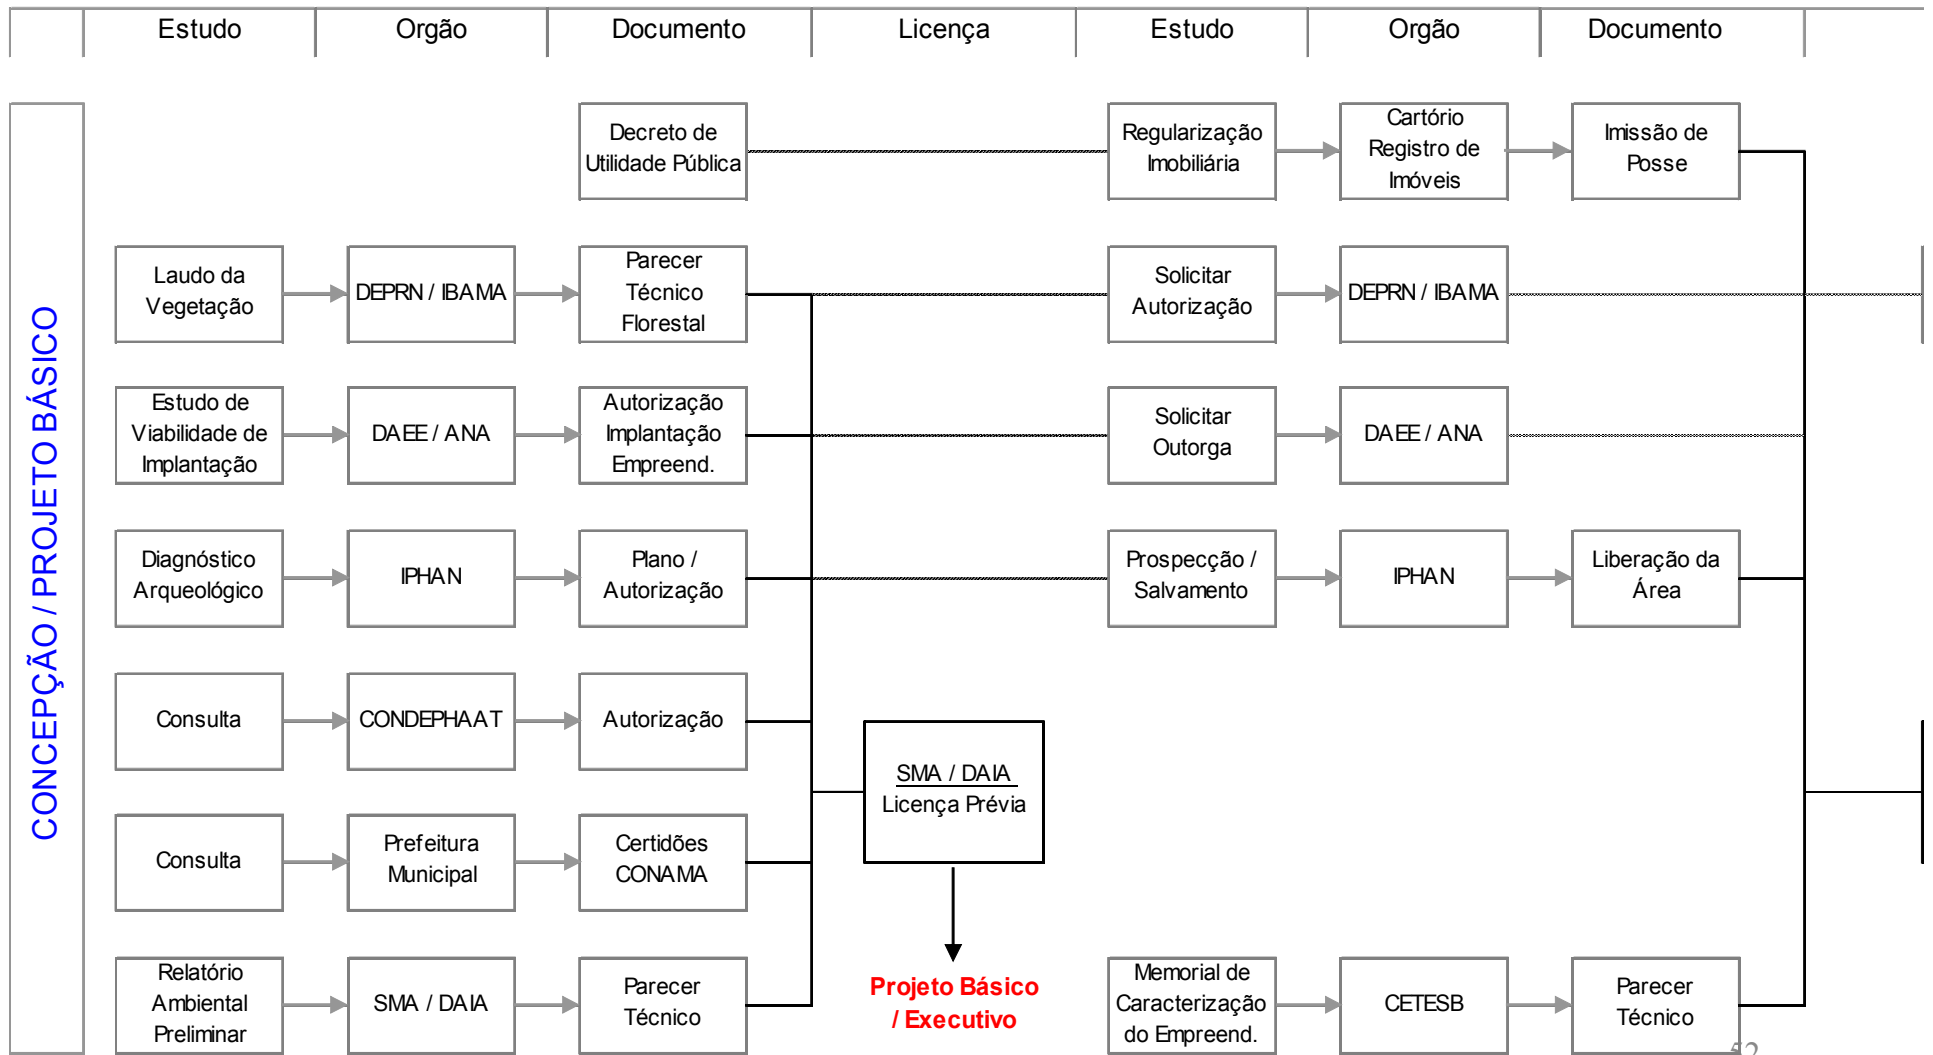 Estudo
Orgão
Documento
Licença
Estudo
Orgão
Documento
CONCEPÇÃO / PROJETO BÁSICO
Decreto de
Utilidade Pública
Regularização
Imobiliária
Cartório
Registro de
Imóveis
Imissão de
Posse
Laudo da
Vegetação
DEPRN / IBAMA
Parecer
Técnico
Florestal
Solicitar
Autorização
DEPRN / IBAMA
Estudo de
Viabilidade de
Implantação
DAEE / ANA
Autorização
Implantação
Empreend.
Solicitar
Outorga
DAEE / ANA
Diagnóstico
Arqueológico
IPHAN
Plano /
Autorização
Prospecção /
Salvamento
IPHAN
Liberação da
Área
Consulta
CONDEPHAAT
Autorização
SMA / DAIA
Licença Prévia
Consulta
Prefeitura
Municipal
Certidões
CONAMA
Relatório
Ambiental
Preliminar
SMA / DAIA
Parecer
Técnico
Projeto Básico
/ Executivo
Memorial de
Caracterização
do Empreend.
CETESB
Parecer
Técnico